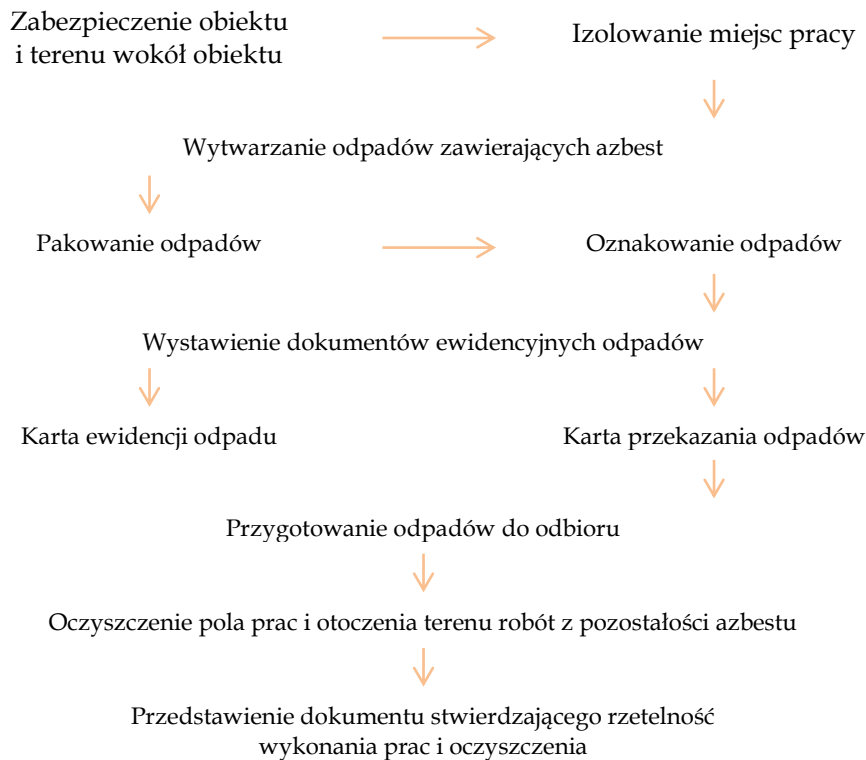 Zabezpieczenie obiektu
i terenu wokół obiektu
Izolowanie miejsc pracy
Wytwarzanie odpadów zawierających azbest
Pakowanie odpadów
Oznakowanie odpadów
Wystawienie dokumentów ewidencyjnych odpadów
Karta ewidencji odpadu
Karta przekazania odpadów
Przygotowanie odpadów do odbioru
Oczyszczenie pola prac i otoczenia terenu robót z pozostałości azbestu
Przedstawienie dokumentu stwierdzającego rzetelność
wykonania prac i oczyszczenia